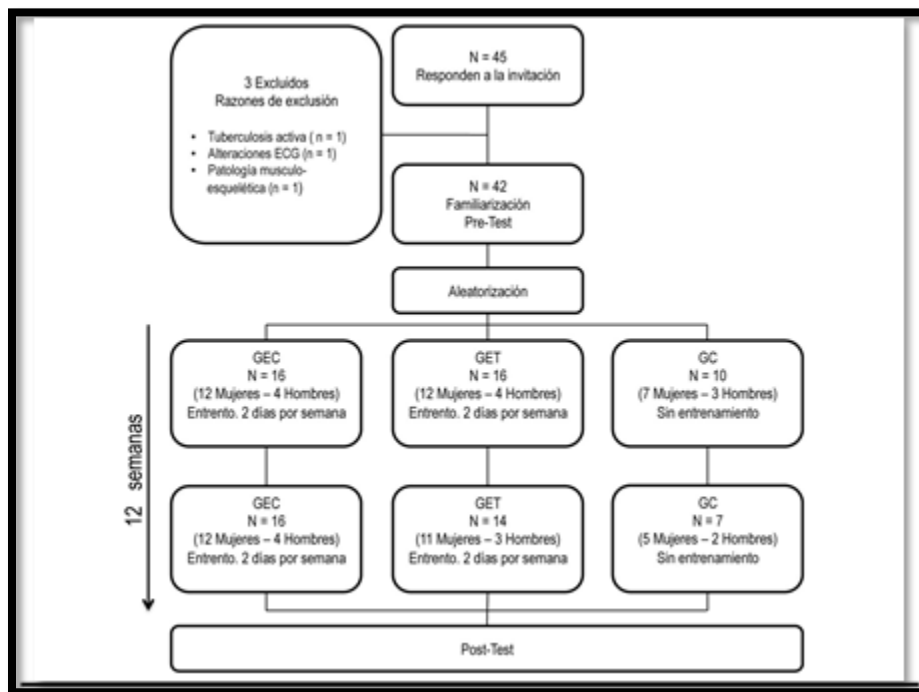 N = 45
Responden a la invitación
3 Excluidos
Razones de exclusión
• Tuberculosis activa ( n = 1)
• Alteraciones ECG (n = 1)
• Patología musculo-
esquelética (n = 1)
N = 42
Familiarización
Pre-Test
Aleatorización
12 semanas
GEC
N = 16
(12 Mujeres – 4 Hombres)
Entrento. 2 días por semana
GET
N = 16
(12 Mujeres – 4 Hombres)
Entrento. 2 días por semana
GC
N = 10
(7 Mujeres – 3 Hombres)
Sin entrenamiento
GEC
N = 16
(12 Mujeres – 4 Hombres)
Entrento. 2 días por semana
GET
N = 14
(11 Mujeres – 3 Hombres)
Entrento. 2 días por semana
GC
N = 7
(5 Mujeres – 2 Hombres)
Sin entrenamiento
Post-Test